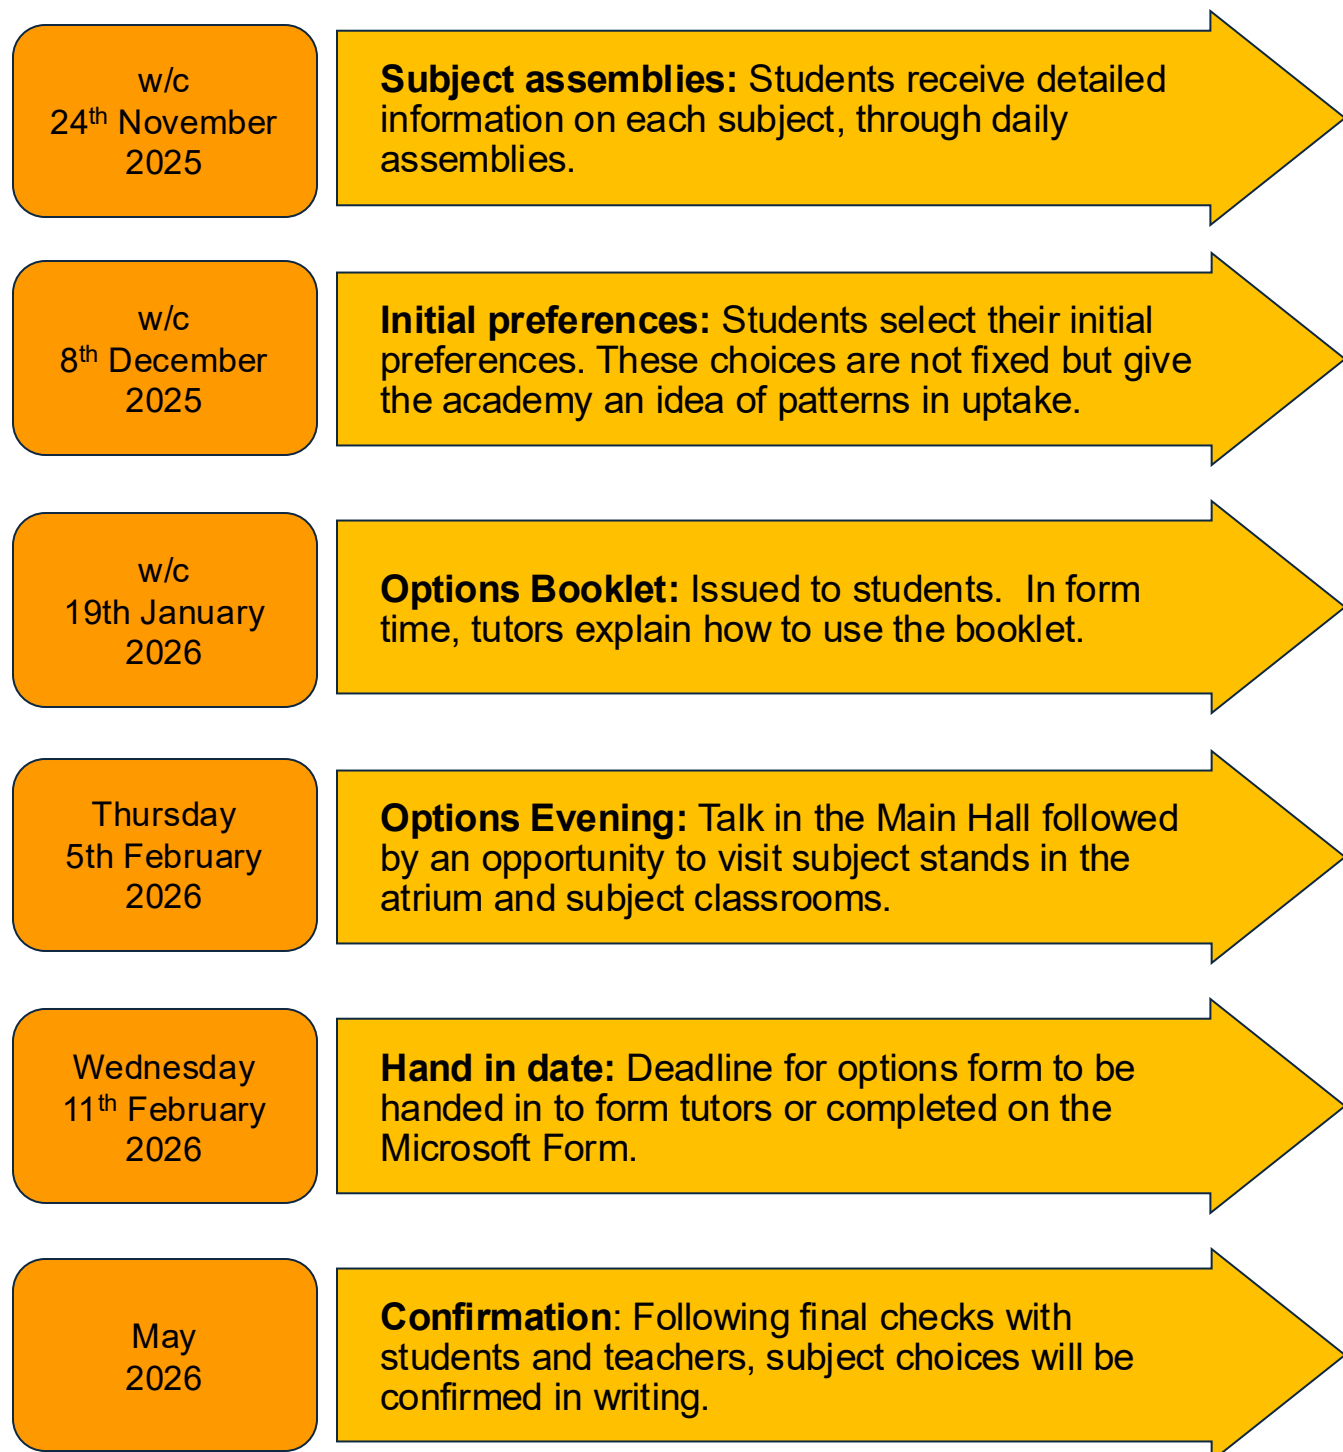 w/c
24th November
2025
Subject assemblies: Students receive detailed
information on each subject, through daily
assemblies.
w/c
8th December
2025
Initial preferences: Students select their initial
preferences. These choices are not fixed but give
the academy an idea of patterns in uptake.
w/c
19th January
2026
Options Booklet: Issued to students.  In form
time, tutors explain how to use the booklet.
Thursday
5th February
2026
Options Evening: Talk in the Main Hall followed
by an opportunity to visit subject stands in the
atrium and subject classrooms.
Wednesday
11th February
2026
Hand in date: Deadline for options form to be
handed in to form tutors or completed on the
Microsoft Form.
May
2026
Confirmation: Following final checks with
students and teachers, subject choices will be
confirmed in writing.